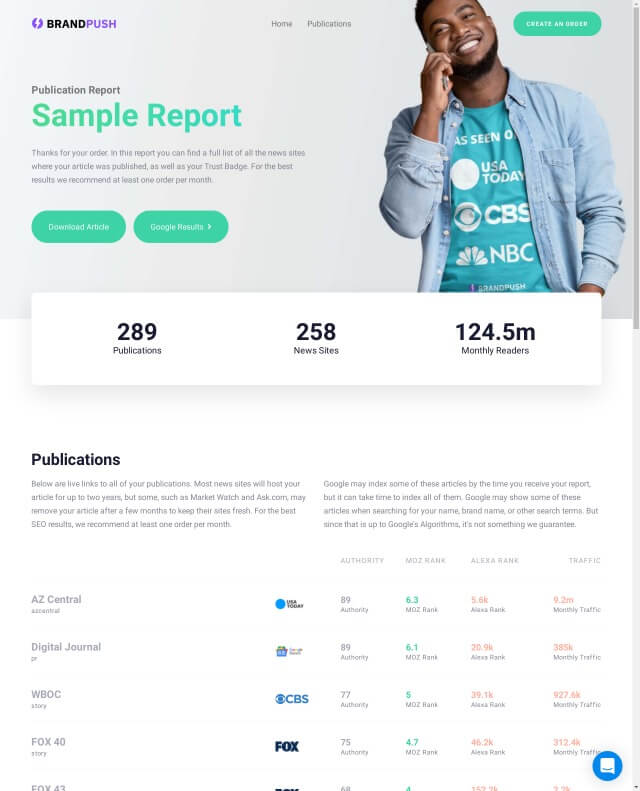 BRANDPUSH
Home
Publications
CREATE AN ORDER
Publication Report
Sample Report
Thanks for your order. In this report you can find a full list of all the news sites
where your article was published, as well as your Trust Badge. For the best
results we recommend at least one order per month.
Download Article
Google Results
AS SEEN O
USA
TODAY
CBS
NBC
BRANDPUSH
289
Publications
258
News Sites
124.5m
Monthly Readers
Publications
Below are live links to all of your publications. Most news sites will host your
article for up to two years, but some, such as Market Watch and Ask.com, may
remove your article after a few months to keep their sites fresh. For the best
SEO results, we recommend at least one order per month.
Google may index some of these articles by the time you receive your report,
but it can take time to index all of them. Google may show some of these
articles when searching for your name, brand name, or other search terms. But
since that is up to Google's Algorithms, it's not something we guarantee.
AUTHORITY MOZ RANK ALEXA RANK TRAFFIC
AZ Central
azcentral
USA
TODAY
89
Authority
6.3
MOZ Rank
5.6k
Alexa Rank
9.2m
Monthly Traffic
Digital Journal
pr
Google
News
89
Authority
6.1
MOZ Rank
20.9k
Alexa Rank
385k
Monthly Traffic
WBOC
story
CBS
77
Authority
5
MOZ Rank
39.1k
Alexa Rank
927.6k
Monthly Traffic
FOX 40
story
FOX
75
Authority
4.7
MOZ Rank
46.2k
Alexa Rank
312.4k
Monthly Traffic
FOX 43
68
4
157.2k